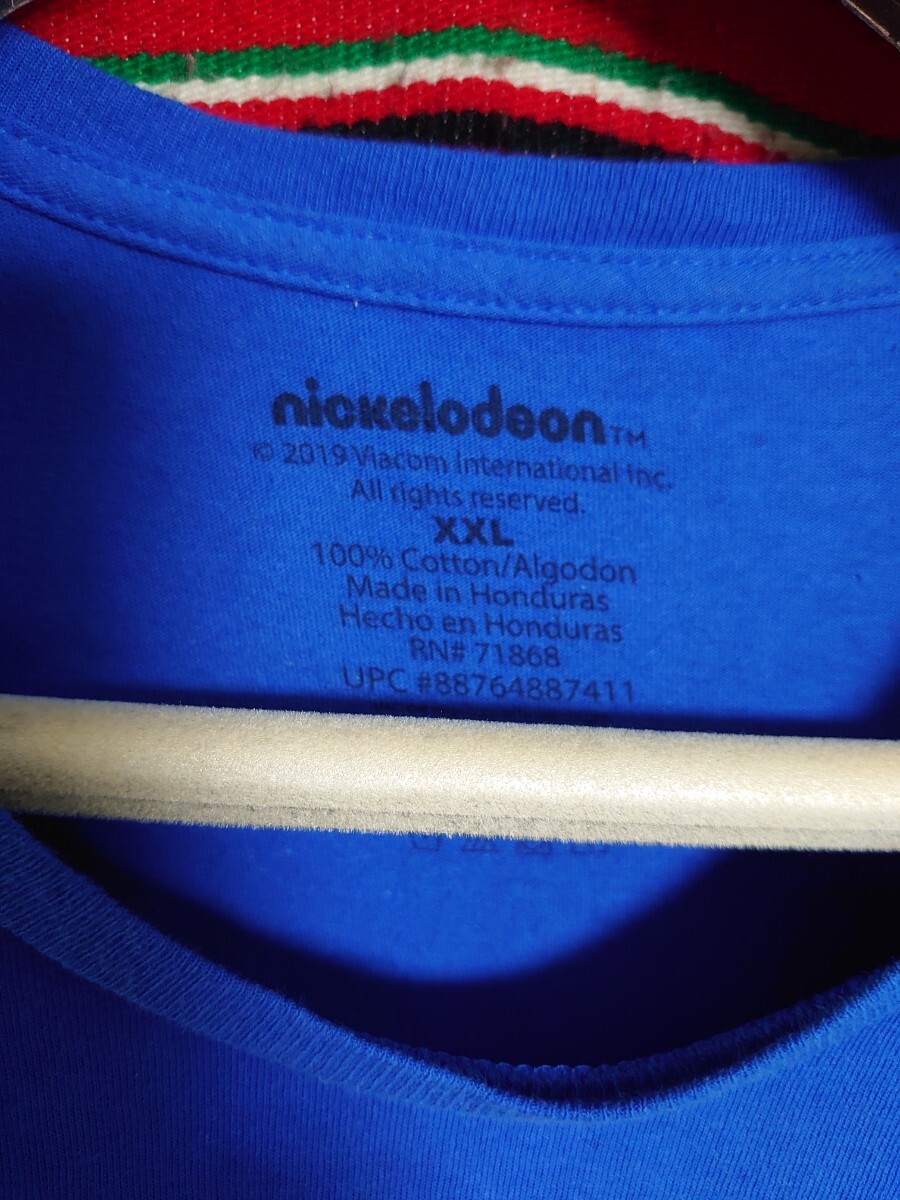 nickelodeon™
© 2019 Viacom International Inc.
All rights reserved.
XXL
100% Cotton/Algodon
Made in Honduras
Hecho en Honduras
RN# 71868
UPC #88764887411